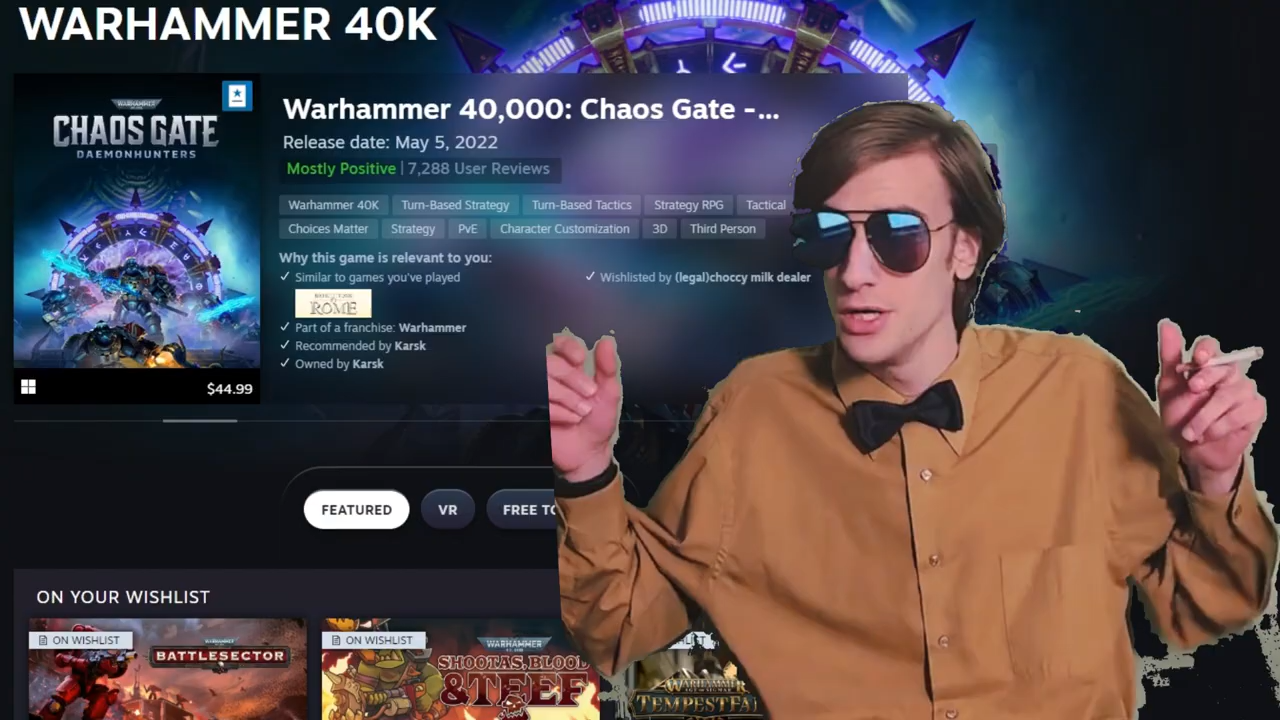 WARHAMMER 40K
WARHAMMER
CHAOS GATE
DAEMONHUNTERS
$44.99
Warhammer 40,000: Chaos Gate -...
Release date: May 5, 2022
Mostly Positive | 7,288 User Reviews
Warhammer 40K Turn-Based Strategy Turn-Based Tactics Strategy RPG Tactical
Choices Matter Strategy PvE Character Customization 3D Third Person
Why this game is relevant to you:
✓ Similar to games you've played
✓ Wishlisted by (legal)choccy milk dealer
ROME
✓ Part of a franchise: Warhammer
✓ Recommended by Karsk
✓ Owned by Karsk
FEATURED VR FREE TO
ON YOUR WISHLIST
ON WISHLIST
WARHAMMER
BATTLESECTOR
ON WISHLIST
WARHAMMER
SHOOTAS, BLOOD
& TEEF
WARHAMMER
TEMPESTFA